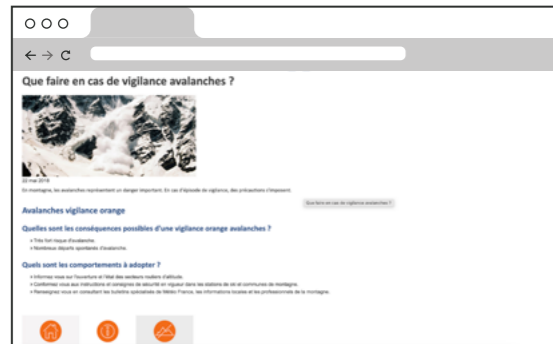 Que faire en cas de vigilance avalanches ?
22 mai 2019
En montagne, les avalanches représentent un danger important. En cas d'épisode de vigilance, des précautions s'imposent.
Que faire en cas de vigilance avalanches ?
Avalanches vigilance orange
Quelles sont les conséquences possibles d'une vigilance orange avalanches ?
» Très fort risque d'avalanche.
» Nombreux départs spontanés d'avalanche.
Quels sont les comportements à adopter ?
» Informez vous sur l'ouverture et l'état des secteurs routiers d'altitude.
» Conformez vous aux instructions et consignes de sécurité en vigueur dans les stations de ski et communes de montagne.
» Renseignez vous en consultant les bulletins spécialisés de Météo France, les informations locales et les professionnels de la montagne.